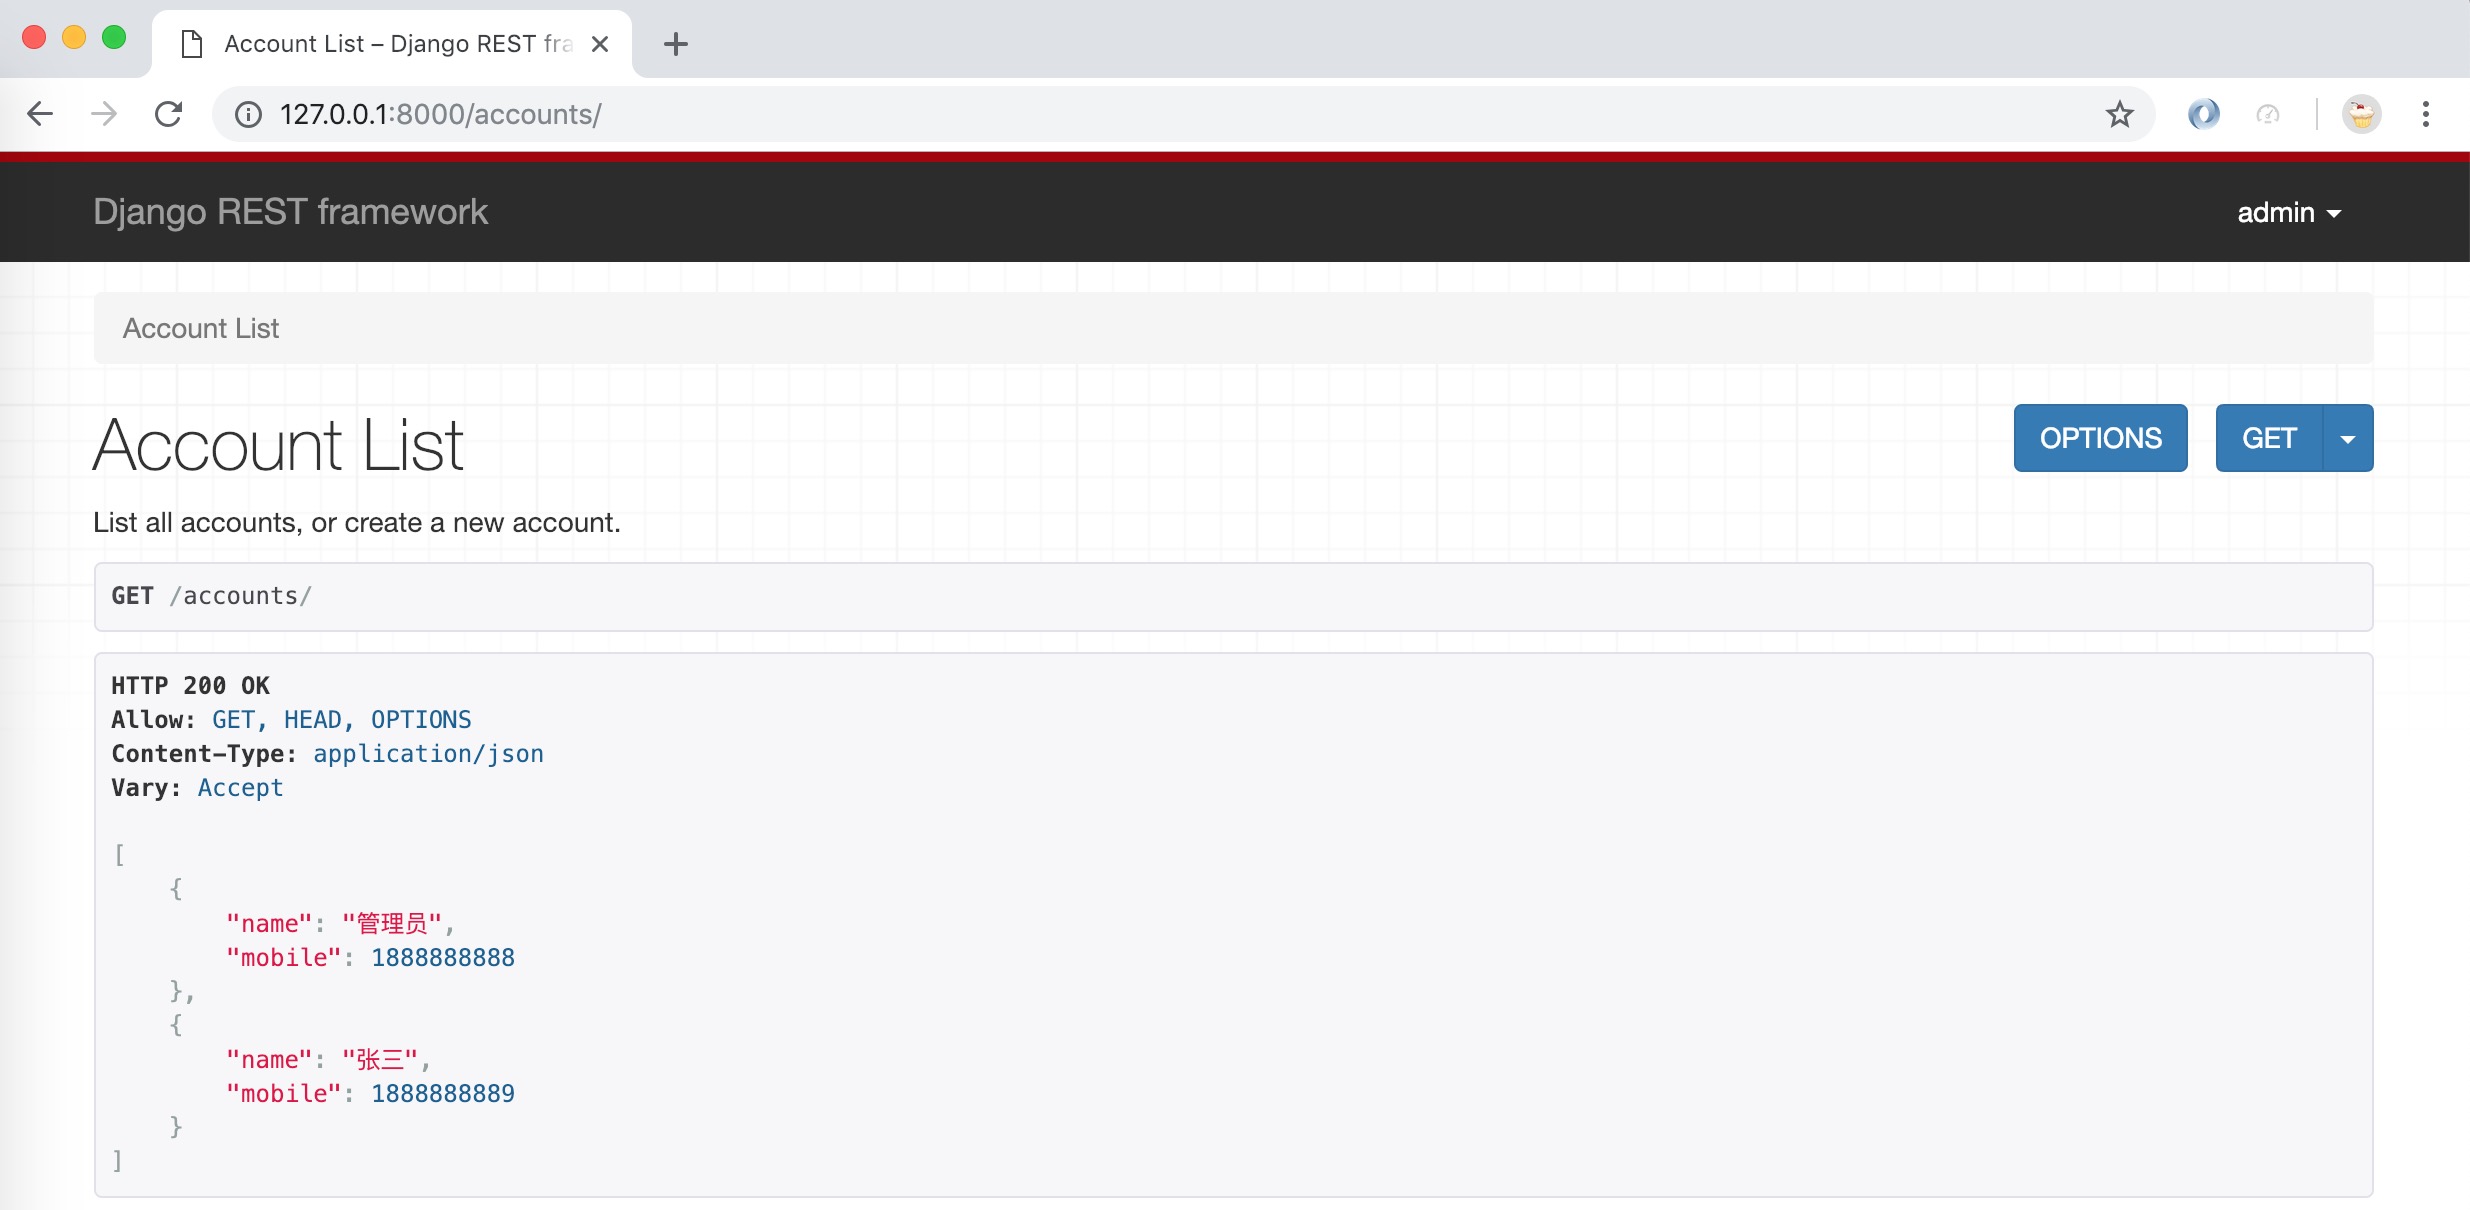 Account List – Django REST fra
127.0.0.1:8000/accounts/
Django REST framework
admin
Account List
Account List
OPTIONS
GET
List all accounts, or create a new account.
GET /accounts/
HTTP 200 OK
Allow: GET, HEAD, OPTIONS
Content-Type: application/json
Vary: Accept
[
    {
        "name": "管理员",
        "mobile": 1888888888
    },
    {
        "name": "张三",
        "mobile": 1888888889
    }
]